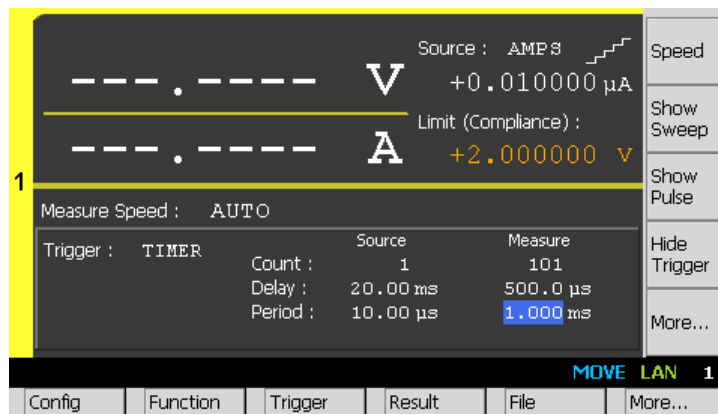 Source : AMPS
---.---- V
+0.010000 µA
Limit (Compliance) :
---.---- A
+2.000000 V
1
Measure Speed : AUTO
Trigger : TIMER
Source Measure
Count : 1 101
Delay : 20.00 ms 500.0 µs
Period : 10.00 µs 1.000 ms
Speed
Show
Sweep
Show
Pulse
Hide
Trigger
More...
MOVE LAN 1
Config Function Trigger Result File More...